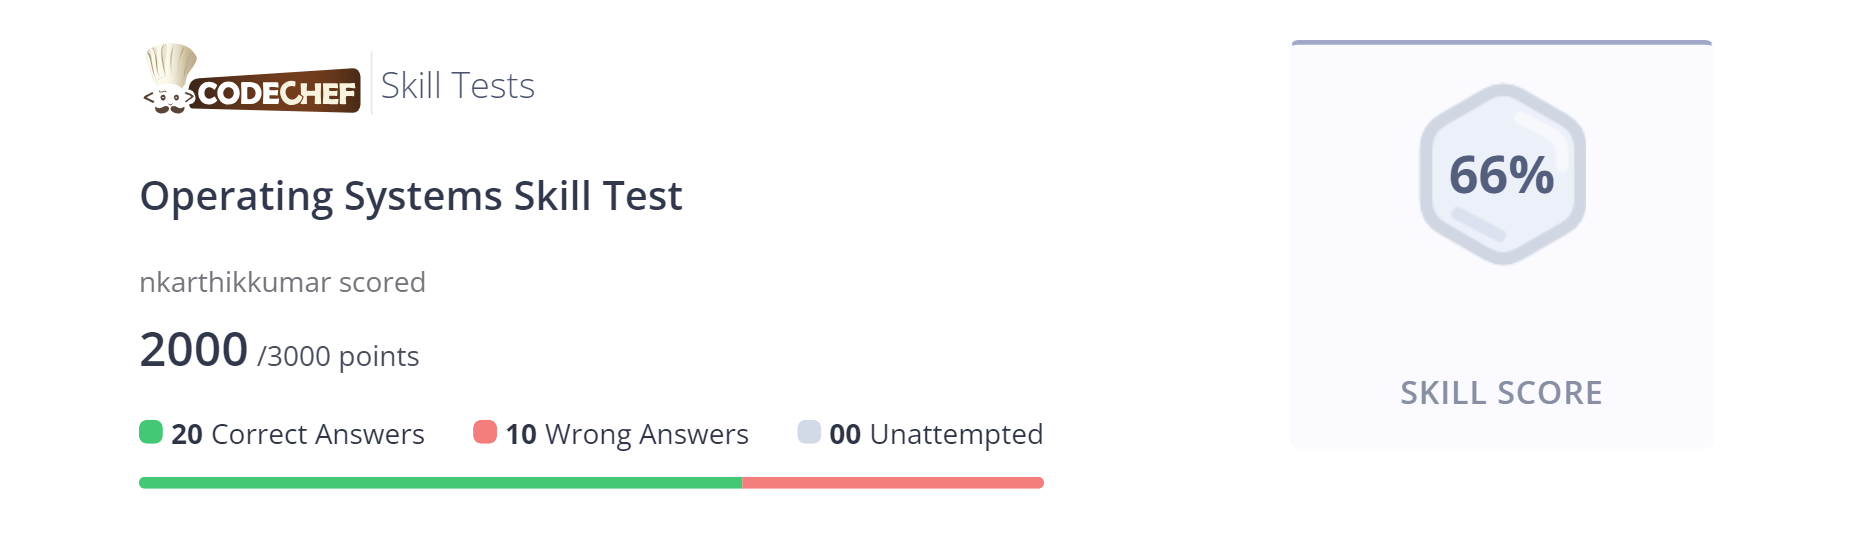 CODECHEF Skill Tests
Operating Systems Skill Test
nkarthikkumar scored
2000 /3000 points
20 Correct Answers 10 Wrong Answers 00 Unattempted
66%
SKILL SCORE